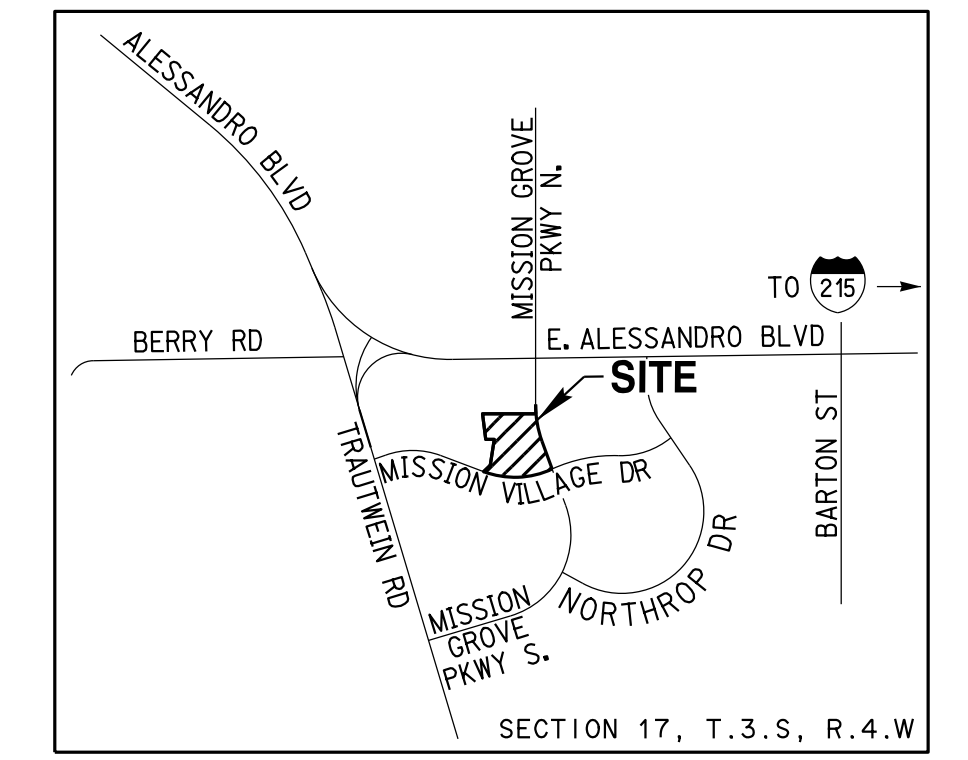 ALESSANDRO BLVD
MISSION GROVE
PKWY N.
TO 215
BERRY RD
E. ALESSANDRO BLVD
SITE
BARTON ST
TRAUTWEIN RD
MISSION VILLAGE DR
NORTHROP DR
MISSION
GROVE
PKWY S.
SECTION 17, T.3.S, R.4.W